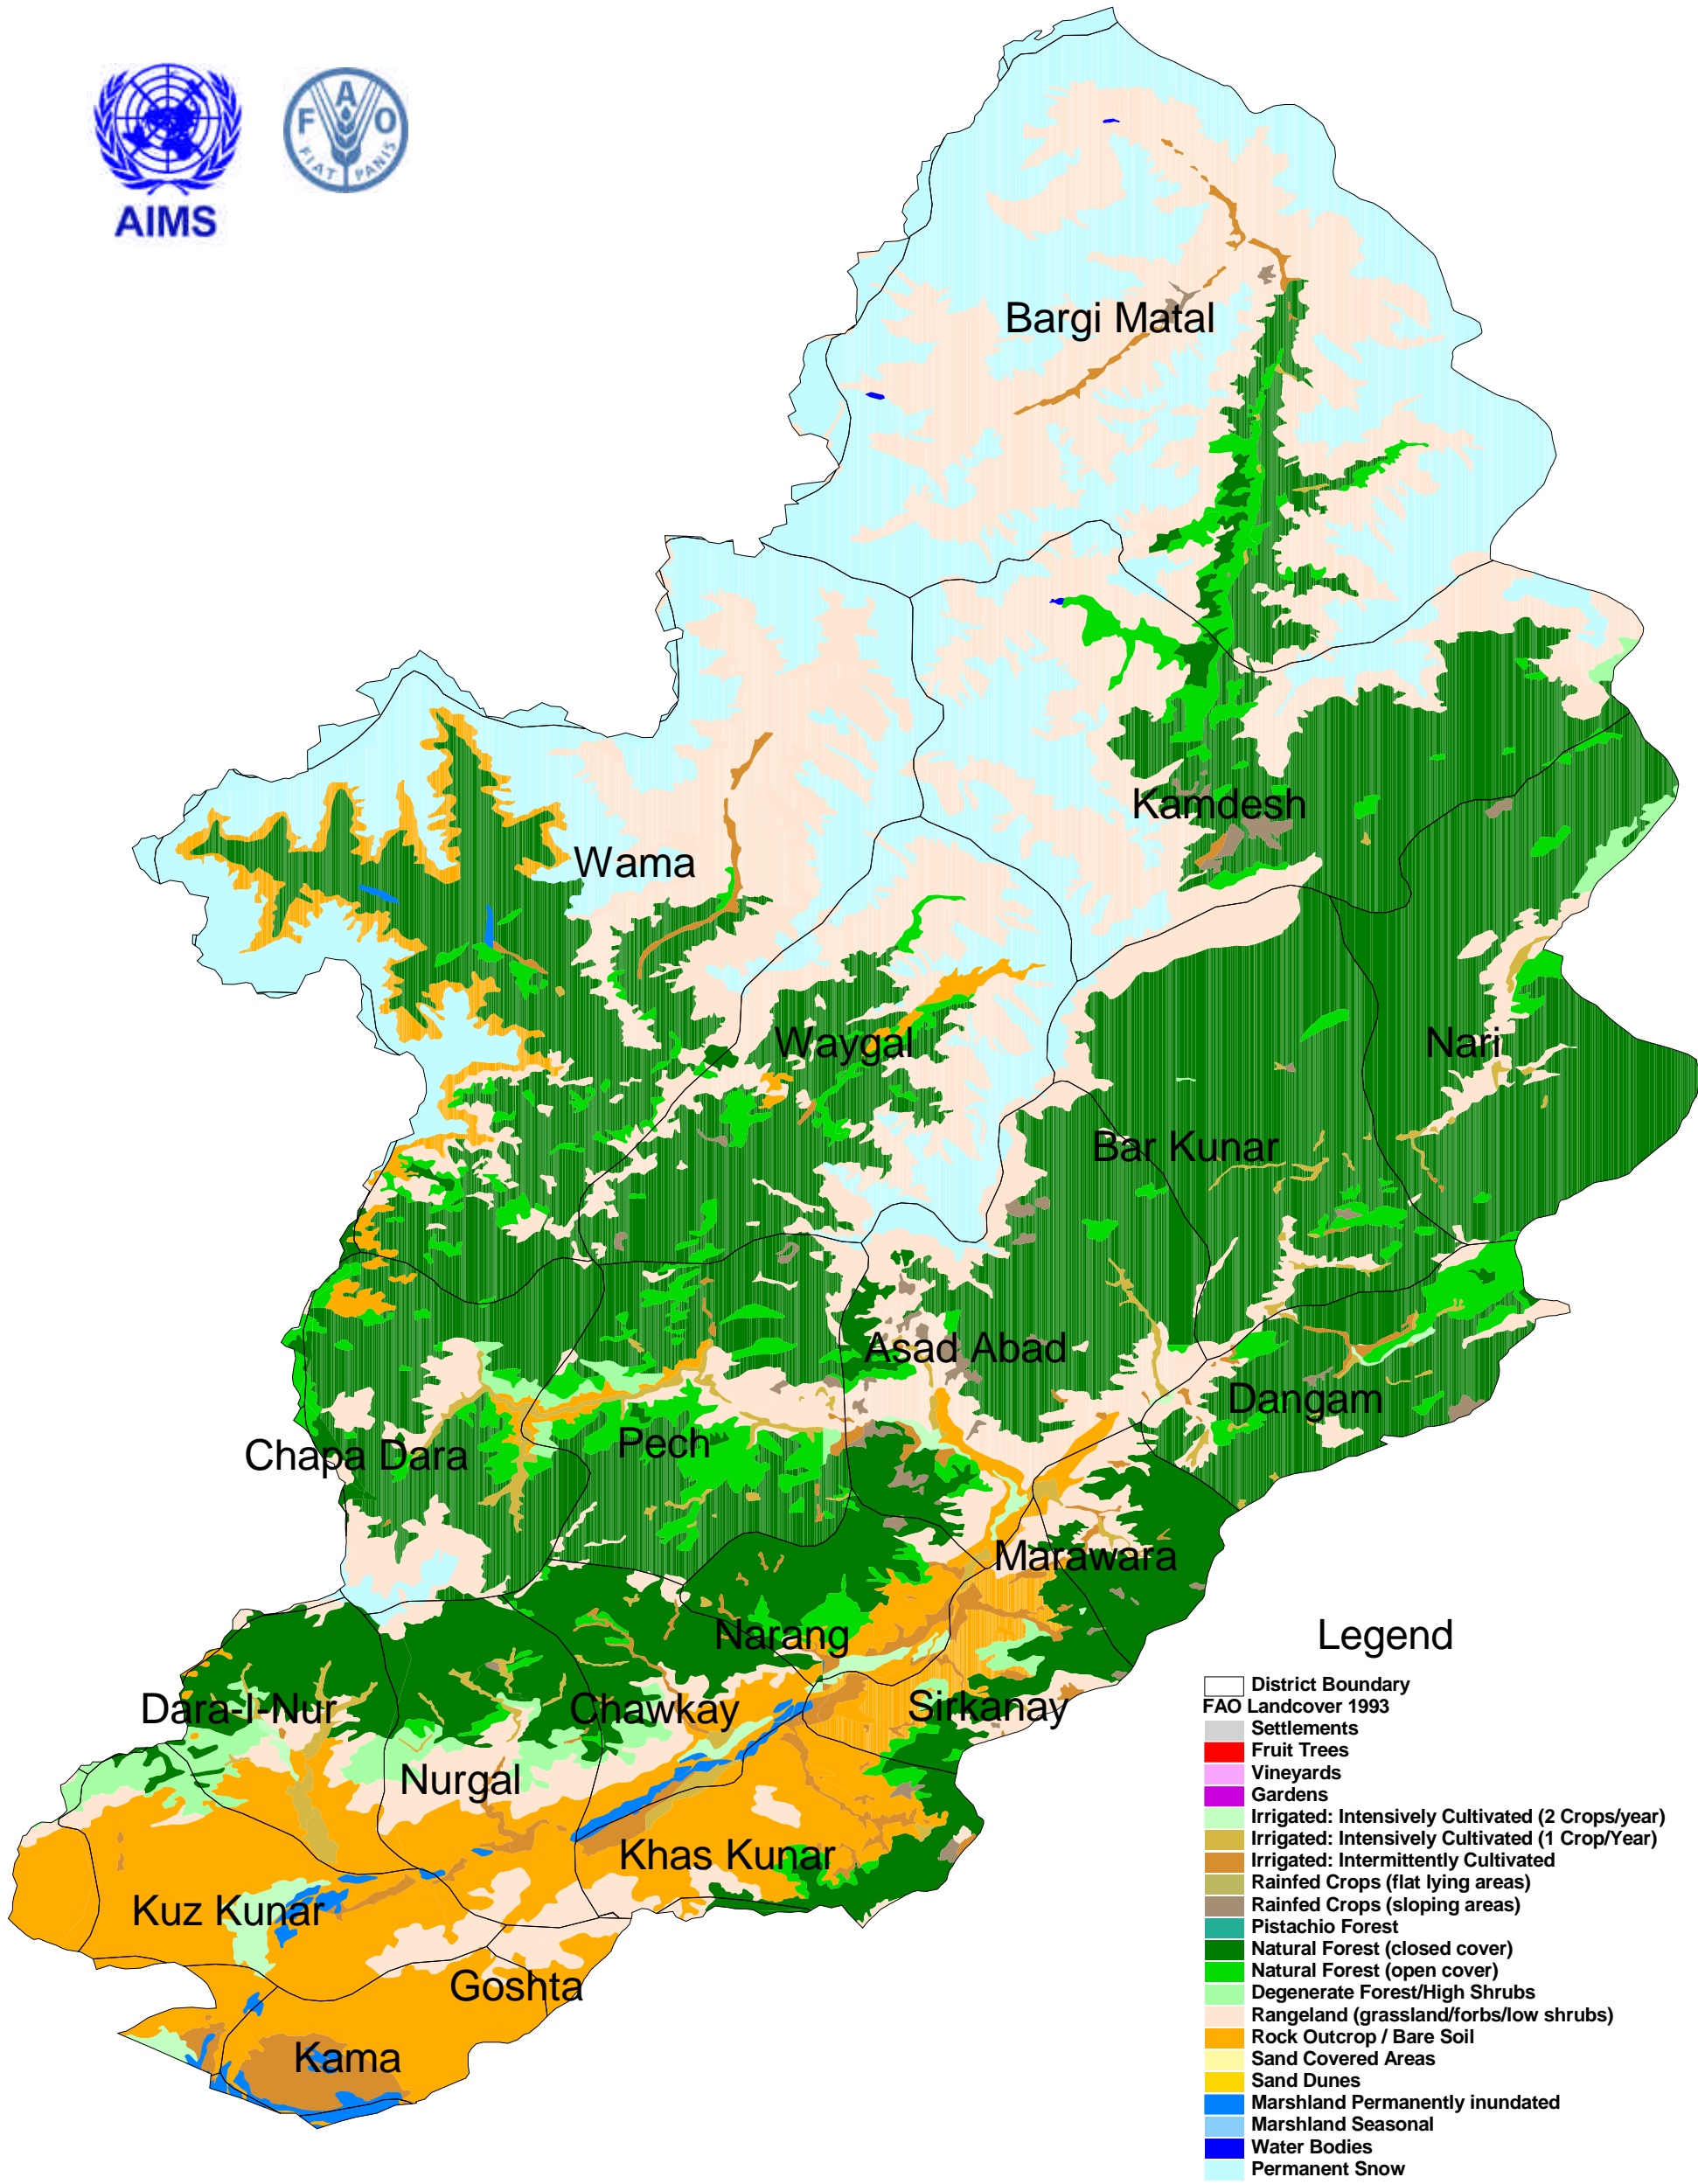 FAO
FIAT PANIS
AIMS
Bargi Matal
Kamdesh
Wama
Waygal
Nari
Bar Kunar
Asad Abad
Dangam
Pech
Chapa Dara
Marawara
Narang
Dara-I-Nur
Chawkay
Sirkanay
Nurgal
Khas Kunar
Kuz Kunar
Goshta
Kama
Legend
District Boundary
FAO Landcover 1993
Settlements
Fruit Trees
Vineyards
Gardens
Irrigated: Intensively Cultivated (2 Crops/year)
Irrigated: Intensively Cultivated (1 Crop/Year)
Irrigated: Intermittently Cultivated
Rainfed Crops (flat lying areas)
Rainfed Crops (sloping areas)
Pistachio Forest
Natural Forest (closed cover)
Natural Forest (open cover)
Degenerate Forest/High Shrubs
Rangeland (grassland/forbs/low shrubs)
Rock Outcrop / Bare Soil
Sand Covered Areas
Sand Dunes
Marshland Permanently inundated
Marshland Seasonal
Water Bodies
Permanent Snow